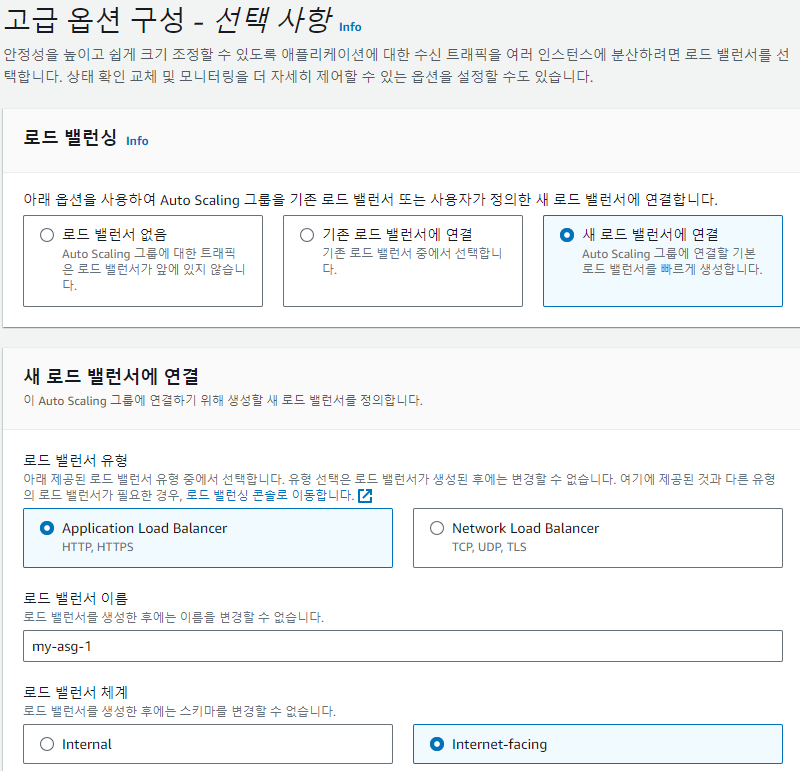 고급 옵션 구성 - 선택 사항 Info
안정성을 높이고 쉽게 크기 조정할 수 있도록 애플리케이션에 대한 수신 트래픽을 여러 인스턴스에 분산하려면 로드 밸런서를 선
택합니다. 상태 확인 교체 및 모니터링을 더 자세히 제어할 수 있는 옵션을 설정할 수도 있습니다.
로드 밸런싱 Info
아래 옵션을 사용하여 Auto Scaling 그룹을 기존 로드 밸런서 또는 사용자가 정의한 새 로드 밸런서에 연결합니다.
로드 밸런서 없음
Auto Scaling 그룹에 대한 트래픽
은 로드 밸런서가 앞에 있지 않습니
다.
기존 로드 밸런서에 연결
기존 로드 밸런서 중에서 선택합니
다.
새 로드 밸런서에 연결
Auto Scaling 그룹에 연결할 기본
로드 밸런서를 빠르게 생성합니다.
새 로드 밸런서에 연결
이 Auto Scaling 그룹에 연결하기 위해 생성할 새 로드 밸런서를 정의합니다.
로드 밸런서 유형
아래 제공된 로드 밸런서 유형 중에서 선택합니다. 유형 선택은 로드 밸런서가 생성된 후에는 변경할 수 없습니다. 여기에 제공된 것과 다른 유형
의 로드 밸런서가 필요한 경우, 로드 밸런싱 콘솔로 이동합니다.
Application Load Balancer
HTTP, HTTPS
Network Load Balancer
TCP, UDP, TLS
로드 밸런서 이름
로드 밸런서를 생성한 후에는 이름을 변경할 수 없습니다.
my-asg-1
로드 밸런서 체계
로드 밸런서를 생성한 후에는 스키마를 변경할 수 없습니다.
Internal
Internet-facing